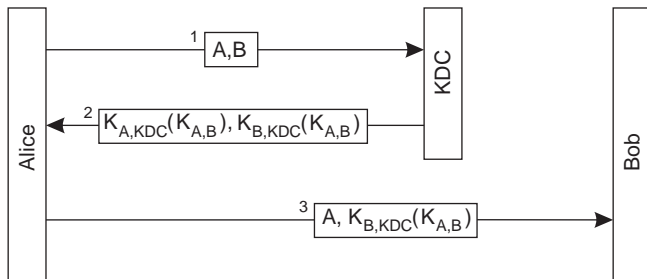 1 A,B
KDC
2 K_{A,KDC}(K_{A,B}), K_{B,KDC}(K_{A,B})
Alice
Bob
3 A, K_{B,KDC}(K_{A,B})